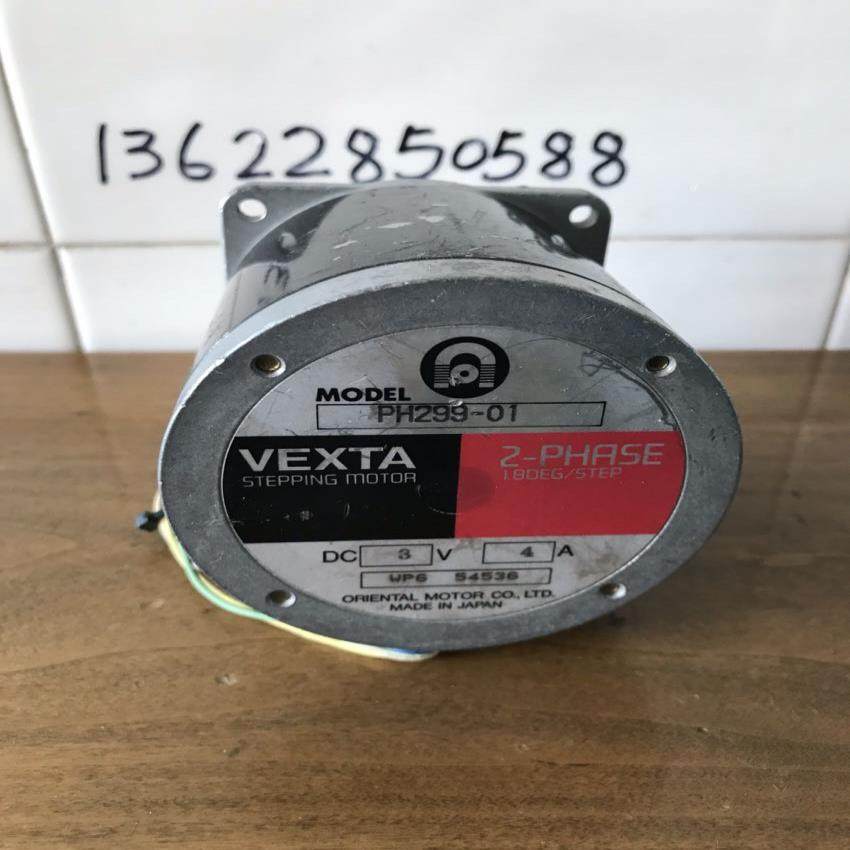 13622850588
MODEL
PH299-01
VEXTA
STEPPING MOTOR
2-PHASE
1.8DEG/STEP
DC 3 V 4 A
WP6 54536
ORIENTAL MOTOR CO., LTD.
MADE IN JAPAN